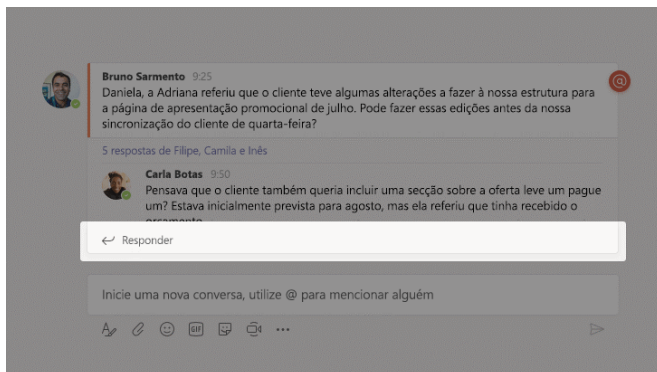 Bruno Sarmento 9:25
Daniela, a Adriana referiu que o cliente teve algumas alterações a fazer à nossa estrutura para
a página de apresentação promocional de julho. Pode fazer essas edições antes da nossa
sincronização do cliente de quarta-feira?
@
5 respostas de Filipe, Camila e Inês
Carla Botas 9:50
Pensava que o cliente também queria incluir uma secção sobre a oferta leve um pague
um? Estava inicialmente prevista para agosto, mas ela referiu que tinha recebido o
orçamento
Responder
Inicie uma nova conversa, utilize @ para mencionar alguém
GIF